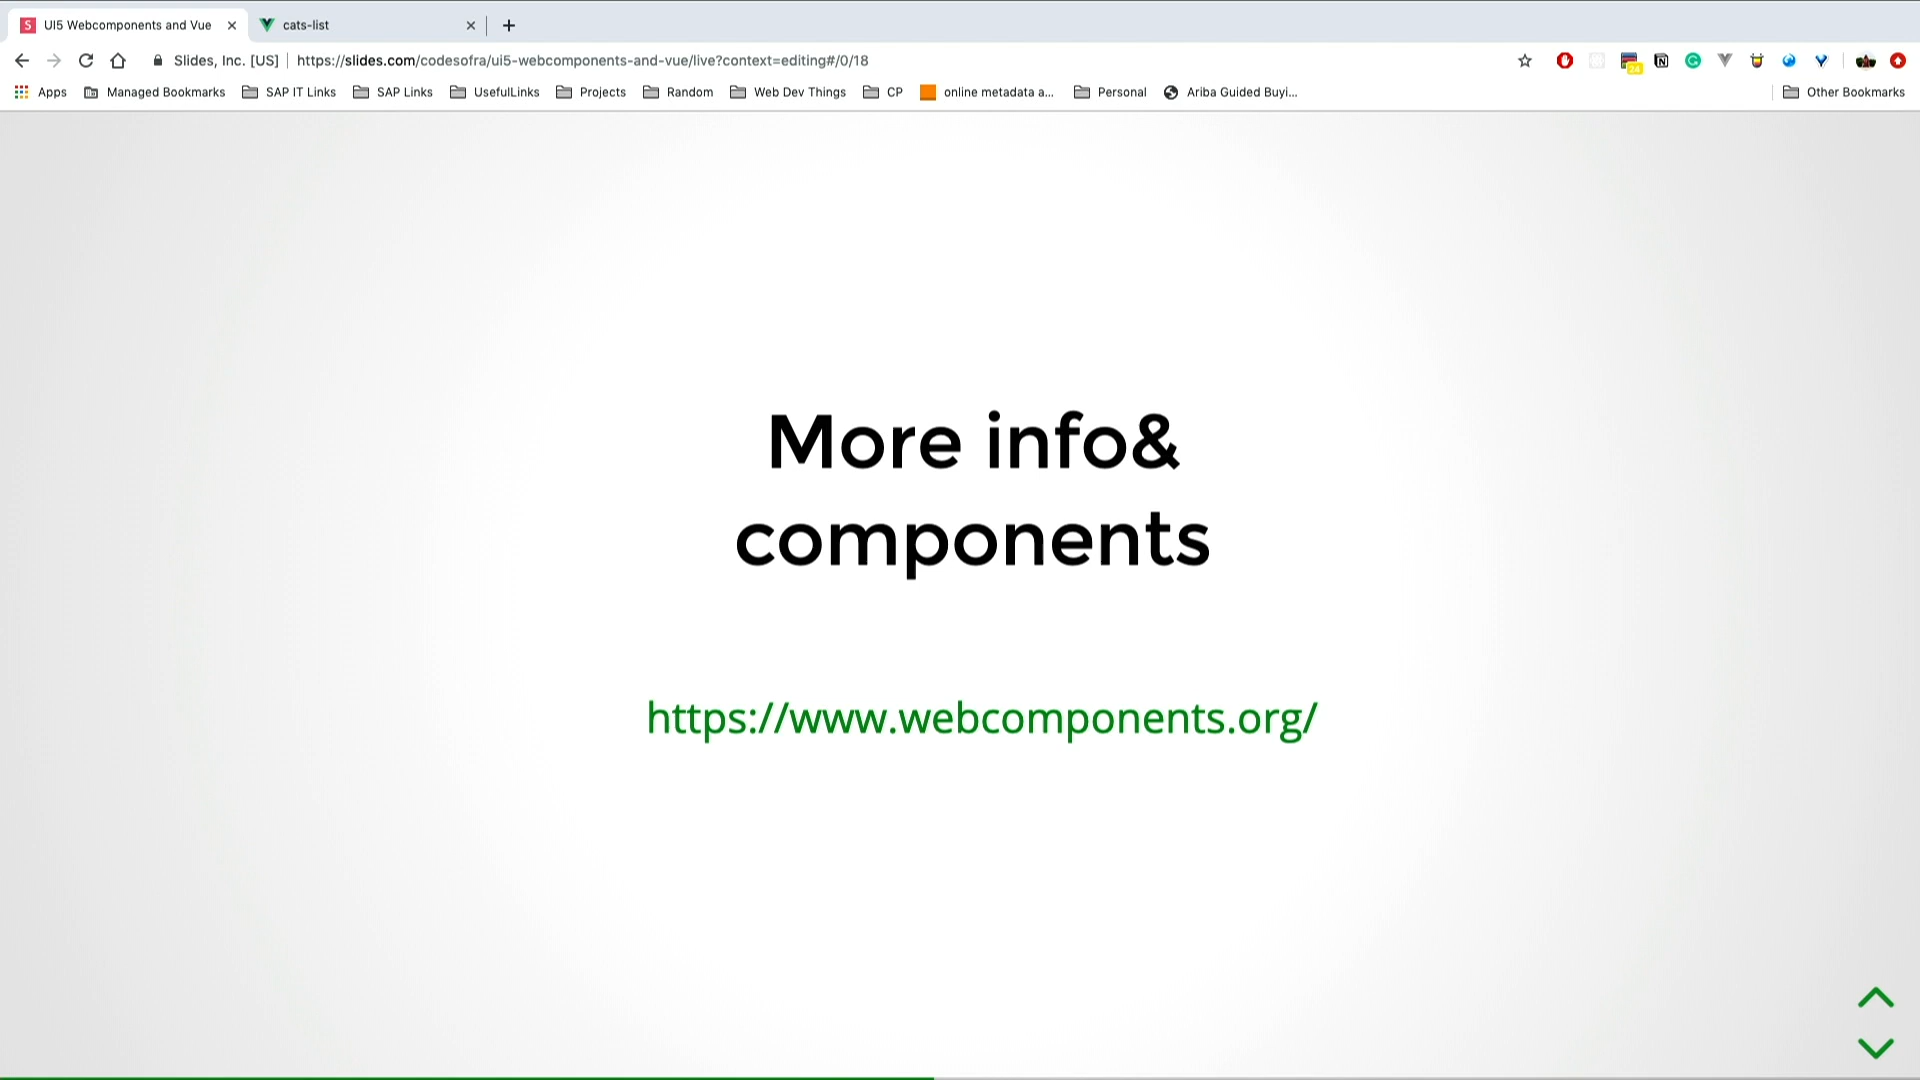 UI5 Webcomponents and Vue
cats-list
Slides, Inc. [US] https://slides.com/codesofra/ui5-webcomponents-and-vue/live?context=editing#/0/18
Apps Managed Bookmarks SAP IT Links SAP Links UsefulLinks Projects Random Web Dev Things CP online metadata a... Personal Ariba Guided Buyi... Other Bookmarks
More info&
components
https://www.webcomponents.org/